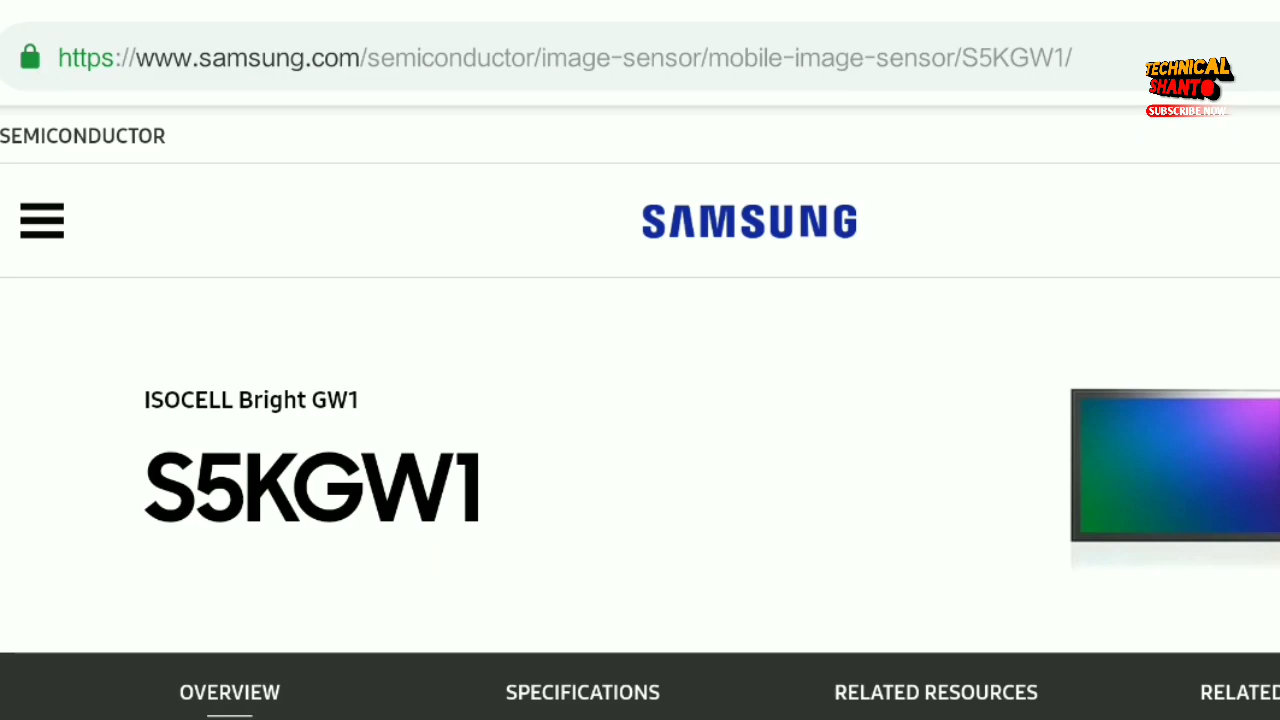 https://www.samsung.com/semiconductor/image-sensor/mobile-image-sensor/S5KGW1/
TECHNICAL
SHANTO
SUBSCRIBE NOW
SEMICONDUCTOR
SAMSUNG
ISOCELL Bright GW1
S5KGW1
OVERVIEW SPECIFICATIONS RELATED RESOURCES RELATED